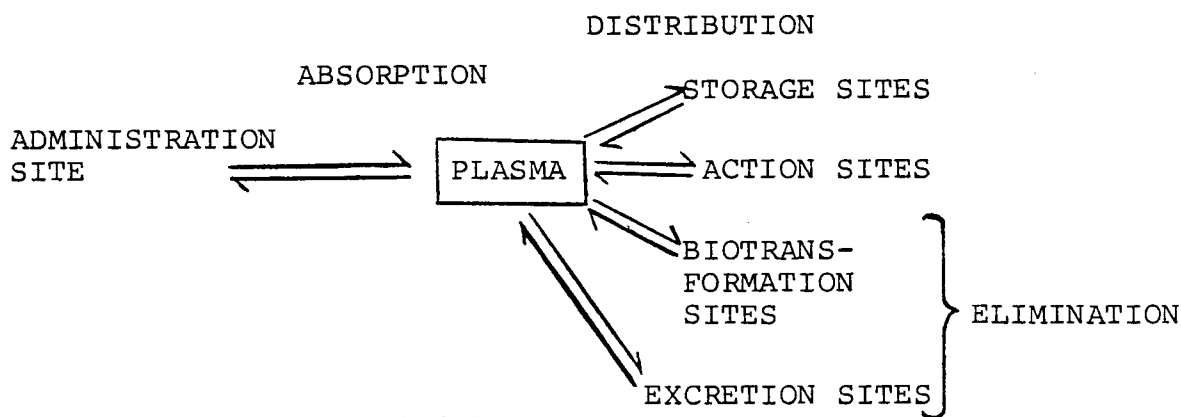 DISTRIBUTION
ABSORPTION
STORAGE SITES
ADMINISTRATION
SITE
PLASMA
ACTION SITES
BIOTRANS-
FORMATION
SITES
ELIMINATION
EXCRETION SITES